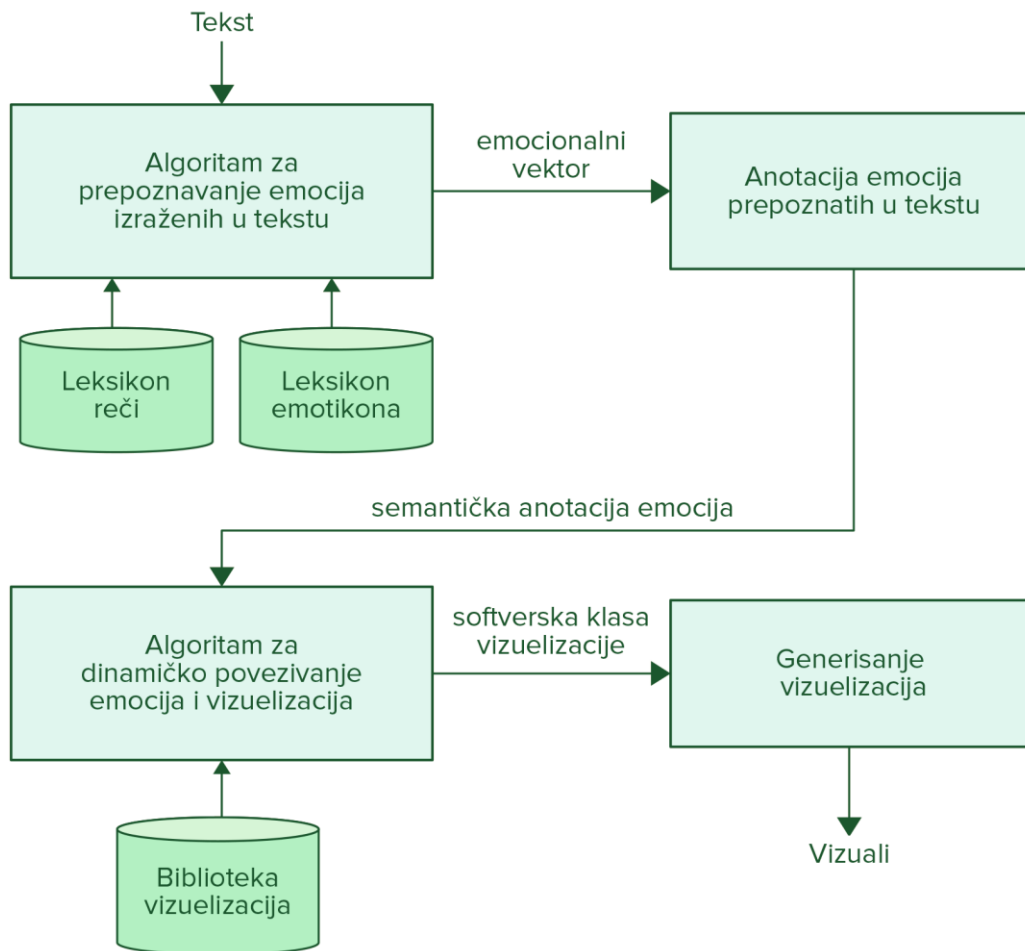 Tekst
Algoritam za
prepoznavanje emocija
izraženih u tekstu
emocionalni
vektor
Anotacija emocija
prepoznatih u tekstu
Leksikon
reči
Leksikon
emotikona
semantička anotacija emocija
Algoritam za
dinamičko povezivanje
emocija i vizuelizacija
softverska klasa
vizuelizacije
Generisanje
vizuelizacija
Biblioteka
vizuelizacija
Vizuali